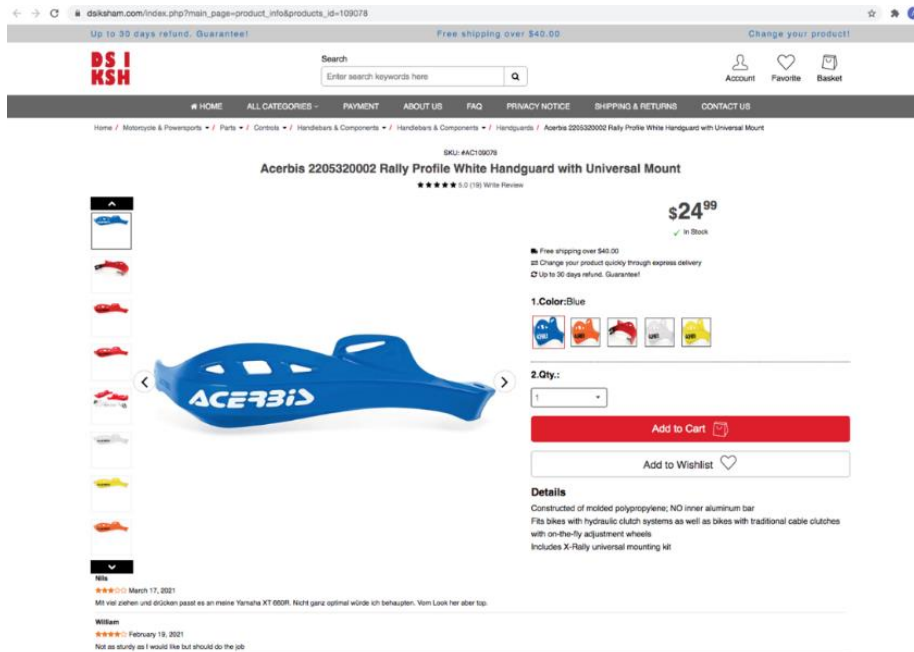 dsiksham.com/index.php?main_page=product_info&products_id=109078
Up to 30 days refund. Guarantee! Free shipping over $40.00 Change your product!
DS I
KSH
Search
Enter search keywords here
Account Favorite Basket
HOME ALL CATEGORIES PAYMENT ABOUT US FAQ PRIVACY NOTICE SHIPPING & RETURNS CONTACT US
Home / Motorcycle & Powersports / Parts / Controls / Handlebars & Components / Handlebars & Components / Handguards / Acerbis 2205320002 Rally Profile White Handguard with Universal Mount
SKU: #AC109078
Acerbis 2205320002 Rally Profile White Handguard with Universal Mount
5.0 (19) Write Review
$24 99
In Stock
Free shipping over $40.00
Change your product quickly through express delivery
Up to 30 days refund. Guarantee!
1.Color:Blue
ACERBIS
2.Qty.:
1
Add to Cart
Add to Wishlist
Details
Constructed of molded polypropylene; NO inner aluminum bar
Fits bikes with hydraulic clutch systems as well as bikes with traditional cable clutches
with on-the-fly adjustment wheels
Includes X-Rally universal mounting kit
Nils
March 17, 2021
Mit viel ziehen und drücken passt es an meine Yamaha XT 660R. Nicht ganz optimal würde ich behaupten. Vom Look her aber top.
William
February 19, 2021
Not as sturdy as I would like but should do the job